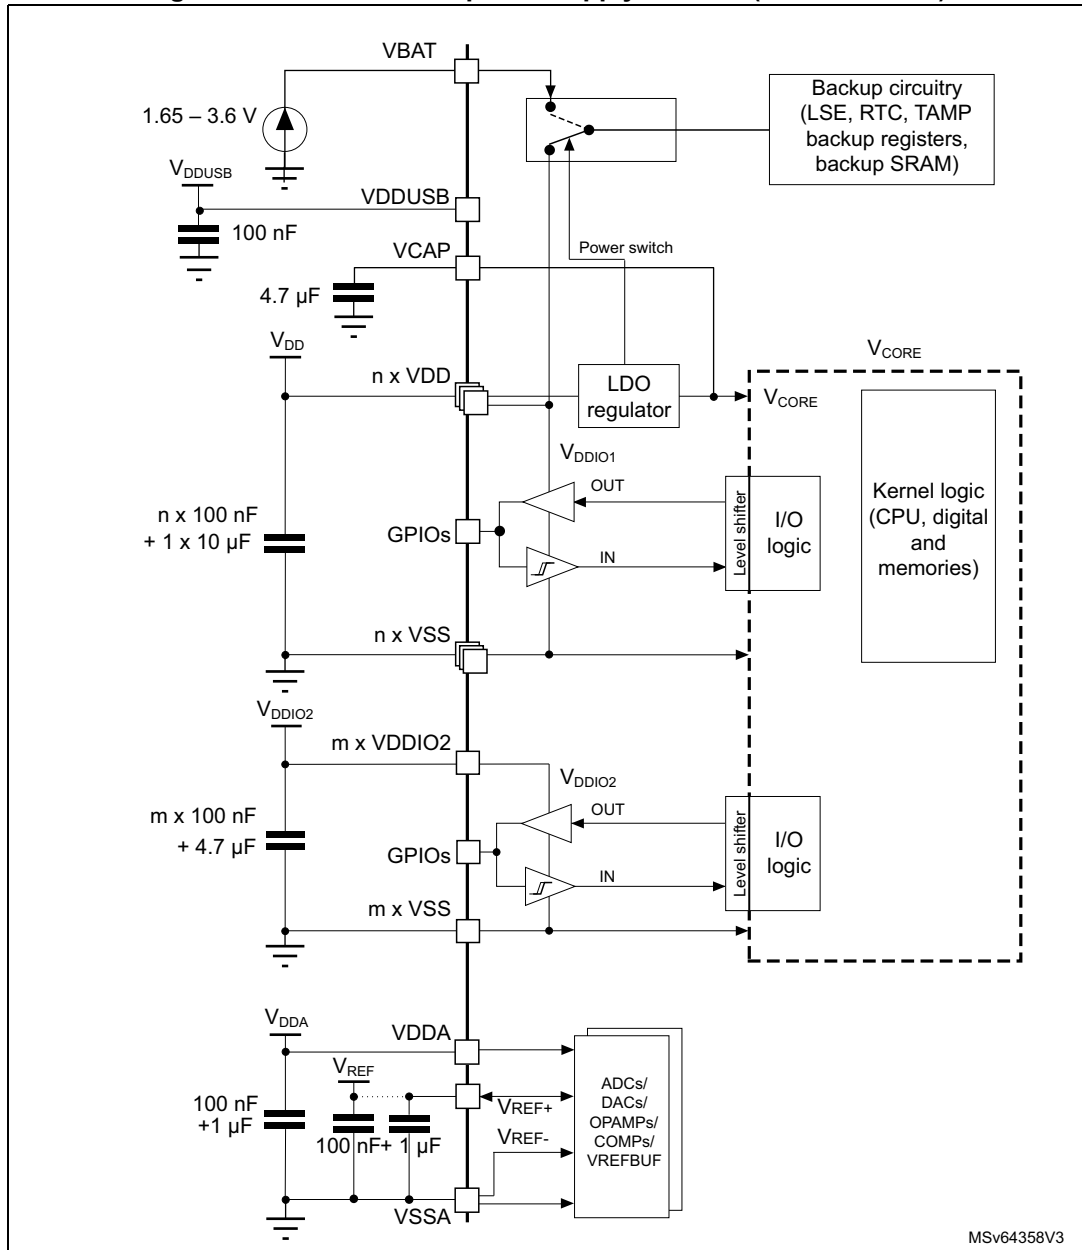 VBAT
1.65 – 3.6 V
Backup circuitry
(LSE, RTC, TAMP
backup registers,
backup SRAM)
VDDUSB
VDDUSB
100 nF
VCAP
Power switch
4.7 µF
VDD
n x VDD
LDO
regulator
VCORE
VCORE
VDDIO1
OUT
n x 100 nF
+ 1 x 10 µF
GPIOs
IN
Level shifter
I/O
logic
Kernel logic
(CPU, digital
and
memories)
n x VSS
VDDIO2
m x VDDIO2
VDDIO2
OUT
m x 100 nF
+ 4.7 µF
GPIOs
IN
Level shifter
I/O
logic
m x VSS
VDDA
VDDA
VREF
VREF+
100 nF
+1 µF
100 nF+ 1 µF
VREF-
ADCs/
DACs/
OPAMPs/
COMPs/
VREFBUF
VSSA
MSv64358V3